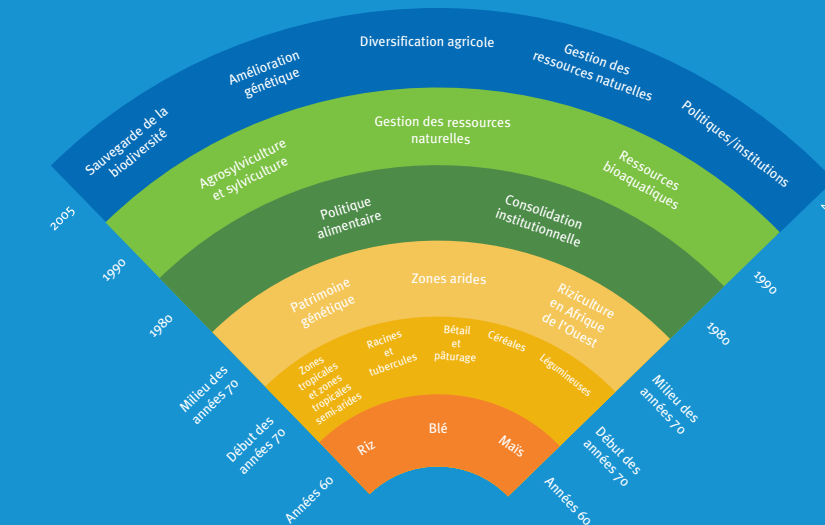 Sauvegarde de la
biodiversité
Amélioration
génétique
Diversification agricole
Gestion des
ressources naturelles
Politiques/institutions
2005
Agrosylviculture
et sylviculture
Gestion des ressources
naturelles
Ressources
bioaquatiques
1990
1990
Politique
alimentaire
Consolidation
institutionnelle
1980
1980
Patrimoine
génétique
Zones arides
Riziculture
en Afrique
de l'Ouest
Milieu des
années 70
Milieu des
années 70
Zones
tropicales
et zones
tropicales
semi-arides
Racines
et
tubercules
Bétail
et
pâturage
Céréales
Légumineuses
Début des
années 70
Début des
années 70
Riz
Blé
Maïs
Années 60
Années 60